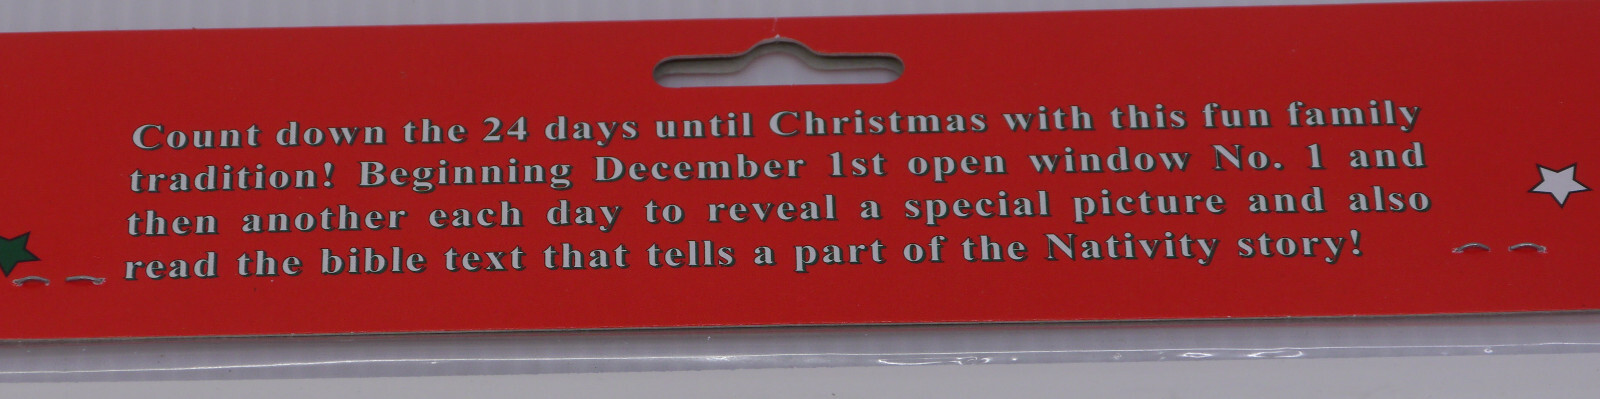 Count down the 24 days until Christmas with this fun family
tradition! Beginning December 1st open window No. 1 and
then another each day to reveal a special picture and also
read the bible text that tells a part of the Nativity story!